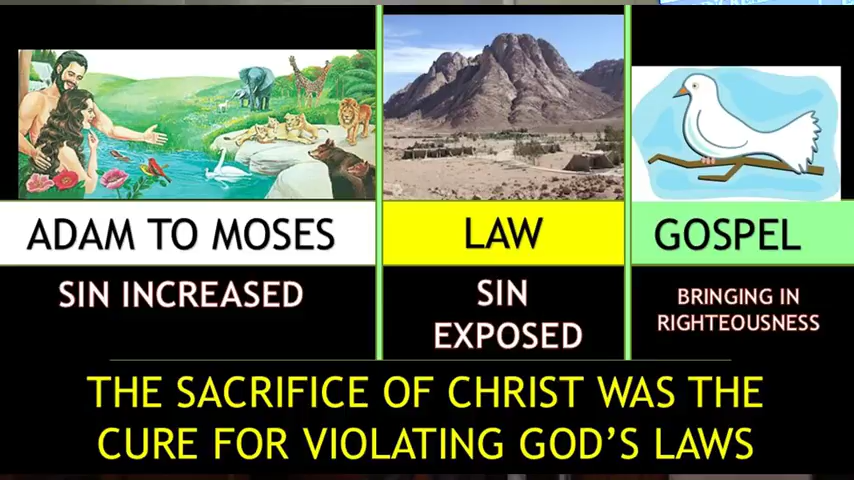 ADAM TO MOSES
SIN INCREASED
LAW
SIN
EXPOSED
GOSPEL
BRINGING IN
RIGHTEOUSNESS
THE SACRIFICE OF CHRIST WAS THE
CURE FOR VIOLATING GOD'S LAWS